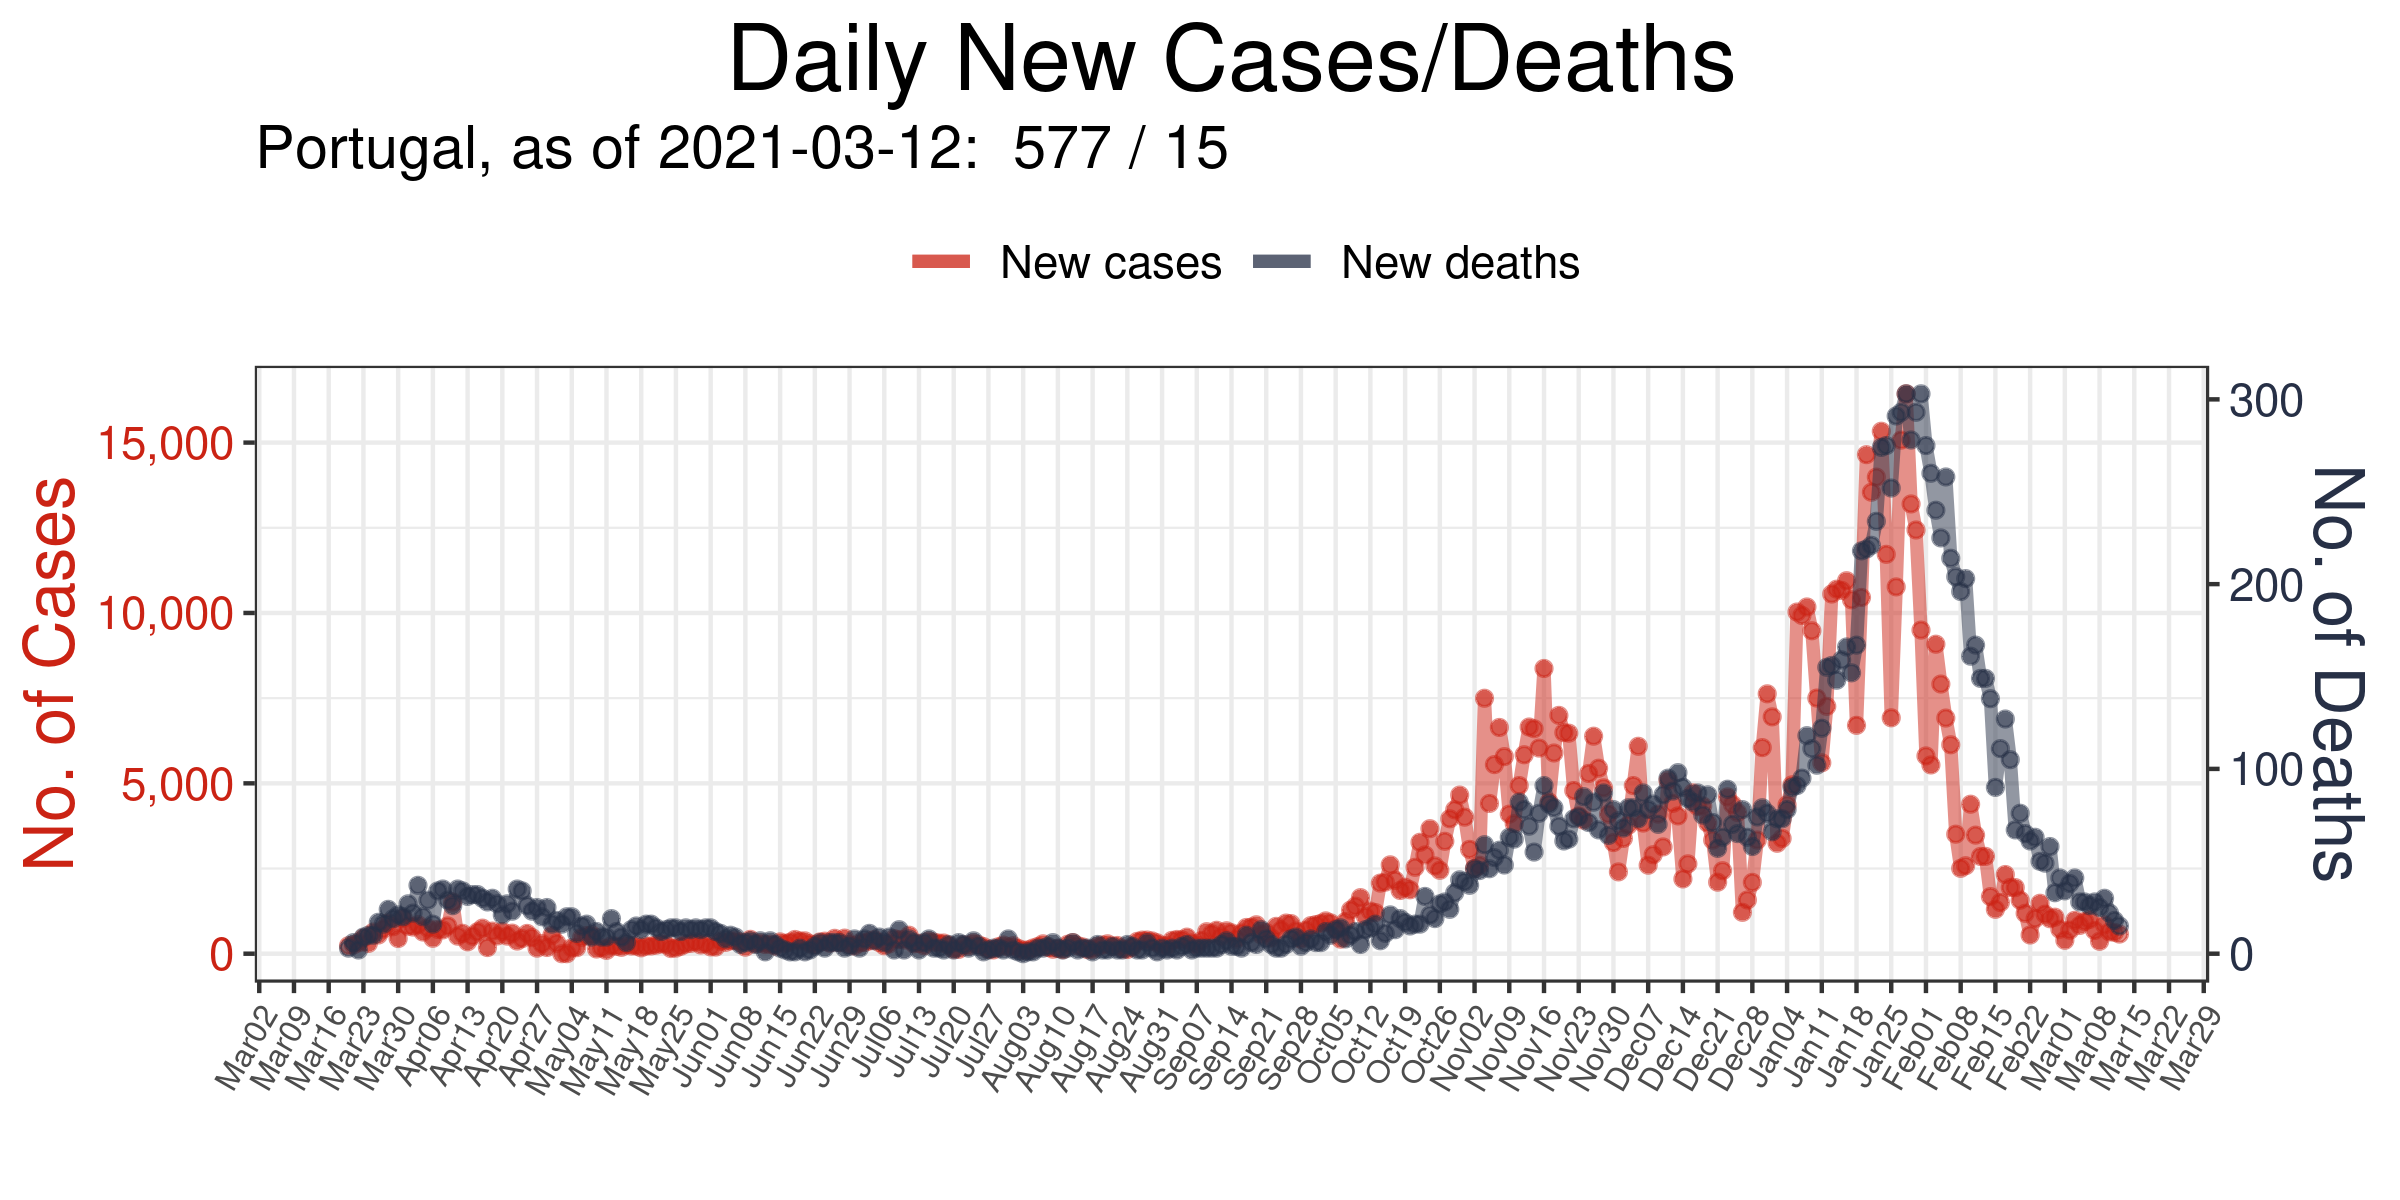 Daily New Cases/Deaths
Portugal, as of 2021-03-12:  577 / 15
New cases
New deaths
No. of Cases
15,000
10,000
5,000
0
300
200
100
0
No. of Deaths
Mar02
Mar09
Mar16
Mar23
Mar30
Apr06
Apr13
Apr20
Apr27
May04
May11
May18
May25
Jun01
Jun08
Jun15
Jun22
Jun29
Jul06
Jul13
Jul20
Jul27
Aug03
Aug10
Aug17
Aug24
Aug31
Sep07
Sep14
Sep21
Sep28
Oct05
Oct12
Oct19
Oct26
Nov02
Nov09
Nov16
Nov23
Nov30
Dec07
Dec14
Dec21
Dec28
Jan04
Jan11
Jan18
Jan25
Feb01
Feb08
Feb15
Feb22
Mar01
Mar08
Mar15
Mar22
Mar29